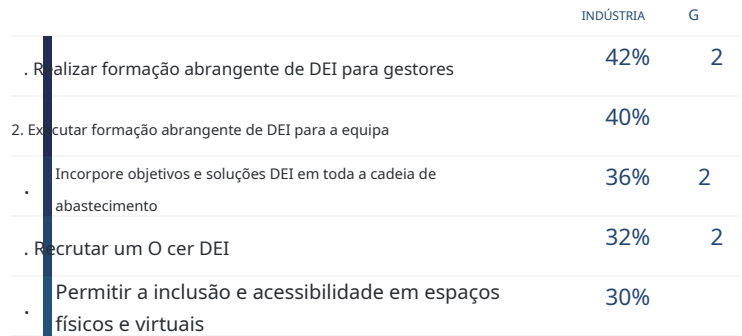 INDÚSTRIA G
. Realizar formação abrangente de DEI para gestores 42% 2
2. Executar formação abrangente de DEI para a equipa 40%
Incorpore objetivos e soluções DEI em toda a cadeia de
. 36% 2
abastecimento
. Recrutar um O cer DEI 32% 2
Permitir a inclusão e acessibilidade em espaços
. 30%
físicos e virtuais